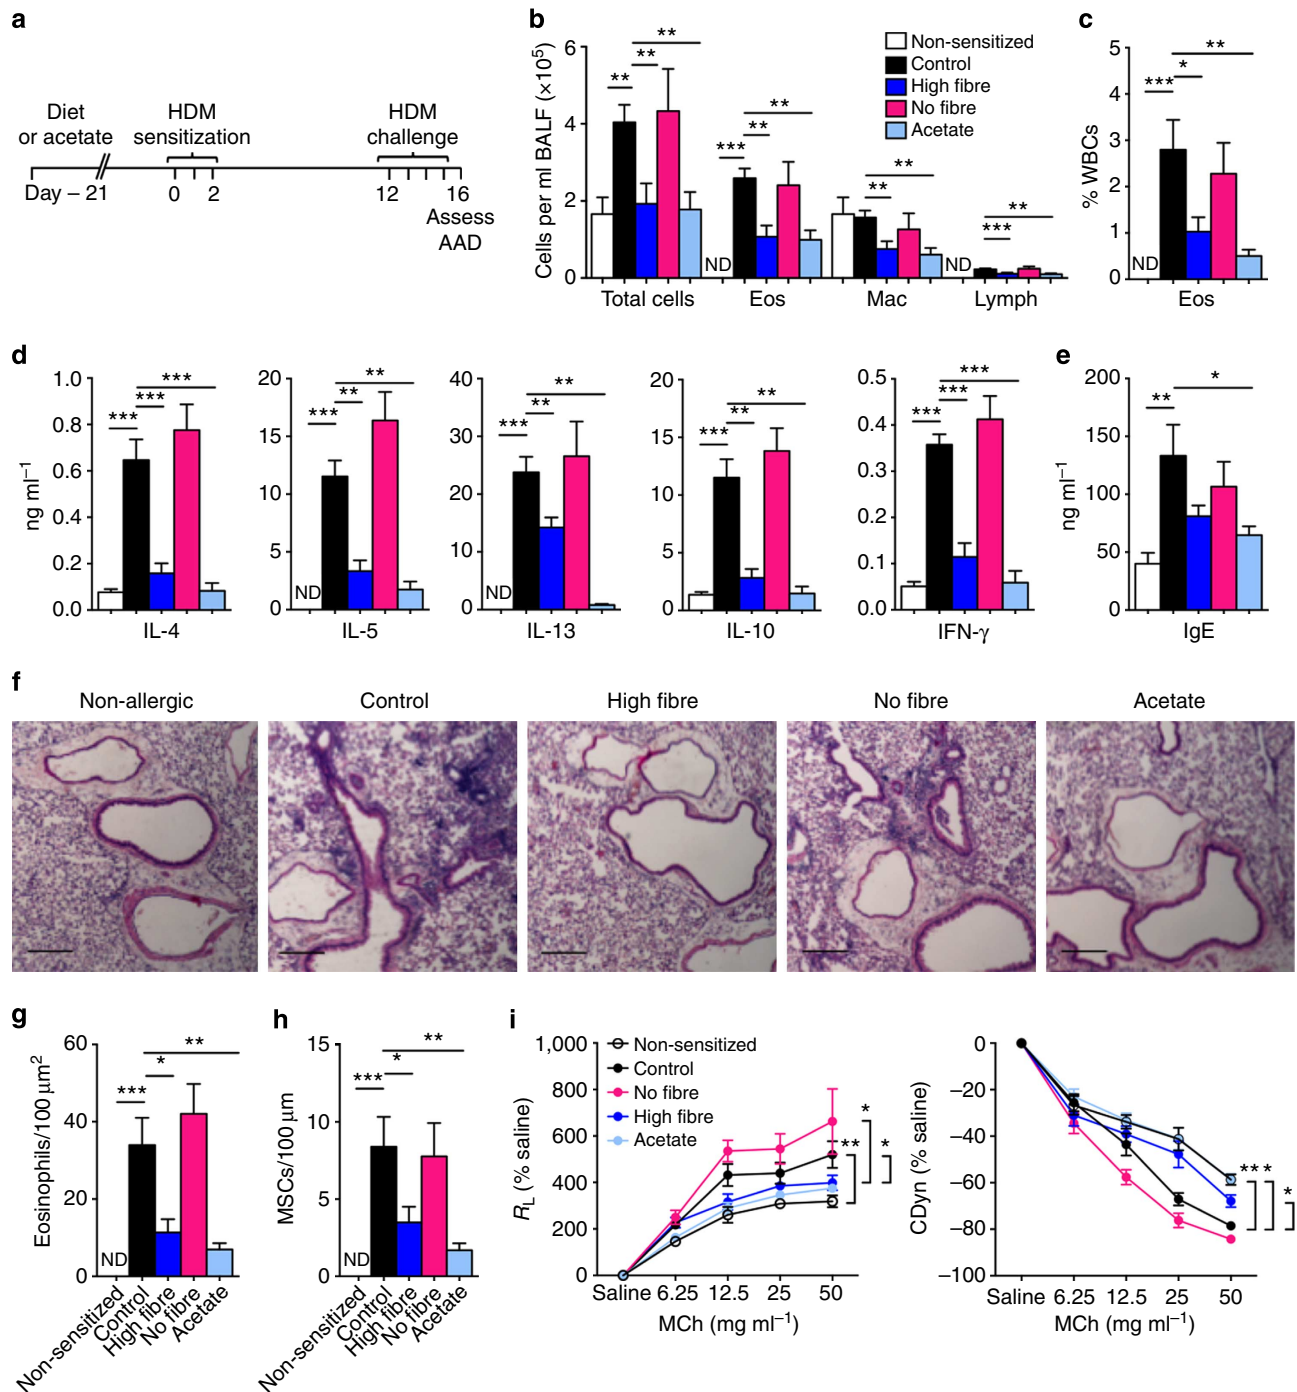 a
Diet
or acetate
HDM
sensitization
HDM
challenge
Day – 21
0
2
12
16
Assess
AAD
b
Cells per ml BALF (×10⁵)
6
4
2
0
**
**
**
***
**
**
**
**
***
**
ND
ND
Total cells
Eos
Mac
Lymph
Non-sensitized
Control
High fibre
No fibre
Acetate
c
% WBCs
5
4
3
2
1
0
***
*
**
ND
Eos
d
ng ml⁻¹
1.0
0.8
0.6
0.4
0.2
0.0
***
***
***
IL-4
20
15
10
5
0
***
**
**
ND
IL-5
40
30
20
10
0
***
**
**
ND
IL-13
20
15
10
5
0
***
**
**
IL-10
0.5
0.4
0.3
0.2
0.1
0.0
***
***
***
IFN-γ
e
ng ml⁻¹
200
150
100
50
0
**
*
IgE
f
Non-allergic
Control
High fibre
No fibre
Acetate
g
Eosinophils/100 μm²
60
40
20
0
***
*
**
ND
Non-sensitized
Control
High fibre
No fibre
Acetate
h
MSCs/100 μm
15
10
5
0
***
*
**
ND
Non-sensitized
Control
High fibre
No fibre
Acetate
i
R_L (% saline)
1,000
800
600
400
200
0
Non-sensitized
Control
No fibre
High fibre
Acetate
*
**
*
Saline 6.25 12.5 25 50
MCh (mg ml⁻¹)
CDyn (% saline)
0
–20
–40
–60
–80
–100
***
*
*
Saline 6.25 12.5 25 50
MCh (mg ml⁻¹)